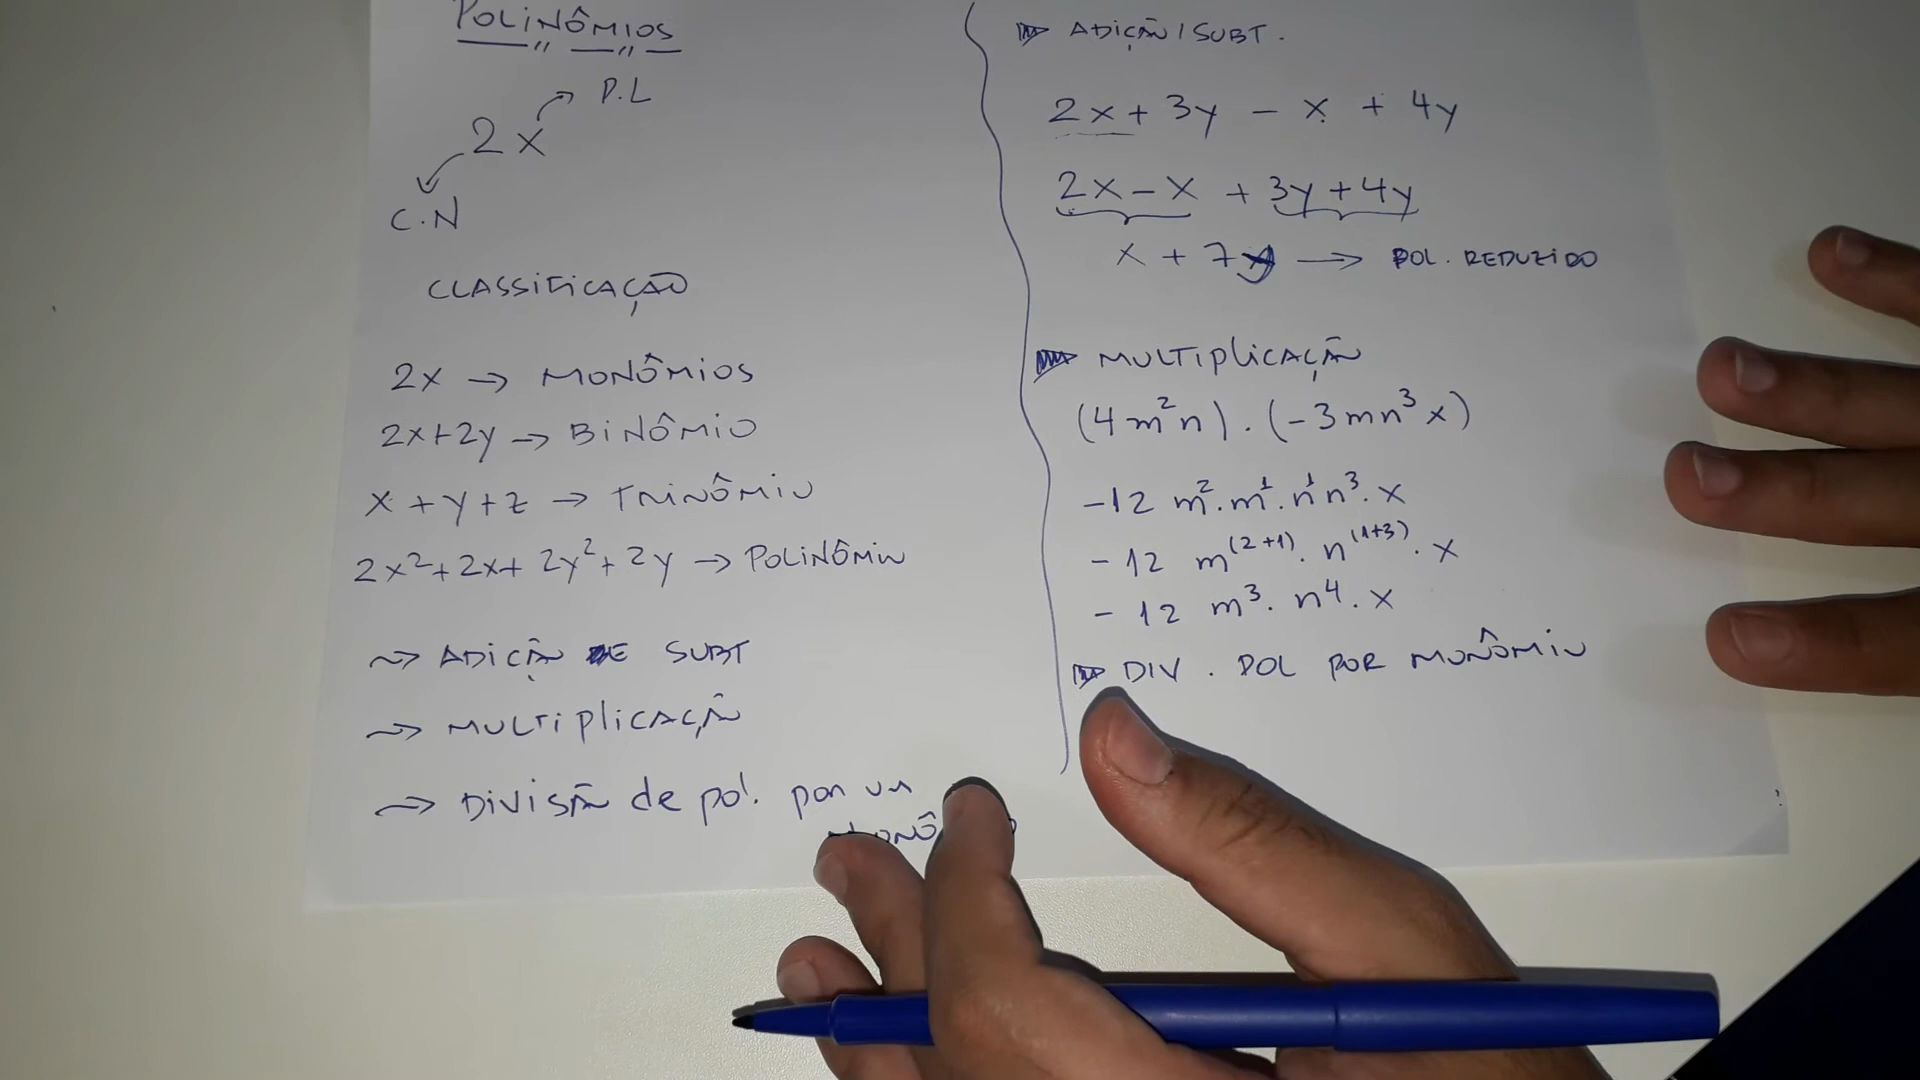 POLINÔMIOS
P.L
2x
C.N
CLASSIFICAÇÃO
2x → MONÔMIOS
2x+2y → BINÔMIO
x + y + z → TRINÔMIO
2x²+2x+2y²+2y → POLINÔMIO
~> ADIÇÃO E SUBT
~> MULTIPLICAÇÃO
~> DIVISÃO de pol. por um
ADIÇÃO/SUBT.
2x + 3y - x + 4y
2x - x + 3y + 4y
x + 7y → POL. REDUZIDO
MULTIPLICAÇÃO
(4m²n).(-3mn³x)
-12 m².m¹.n¹n³.x
-12 m⁽²⁺¹⁾.n⁽¹⁺³⁾.x
-12 m³.n⁴.x
DIV. POL POR MONÔMIO